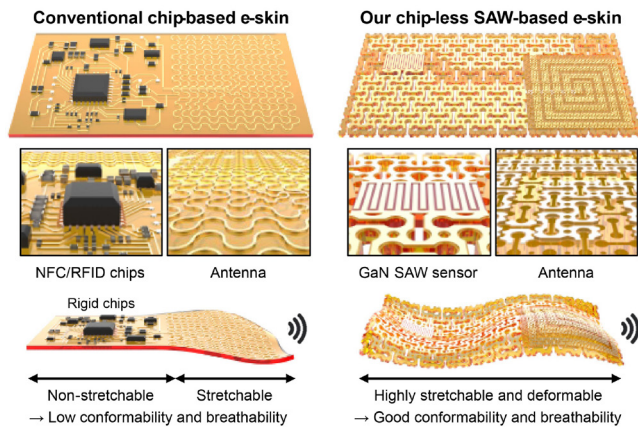 Conventional chip-based e-skin
Our chip-less SAW-based e-skin
NFC/RFID chips
Antenna
GaN SAW sensor
Antenna
Rigid chips
Non-stretchable
Stretchable
→ Low conformability and breathability
Highly stretchable and deformable
→ Good conformability and breathability